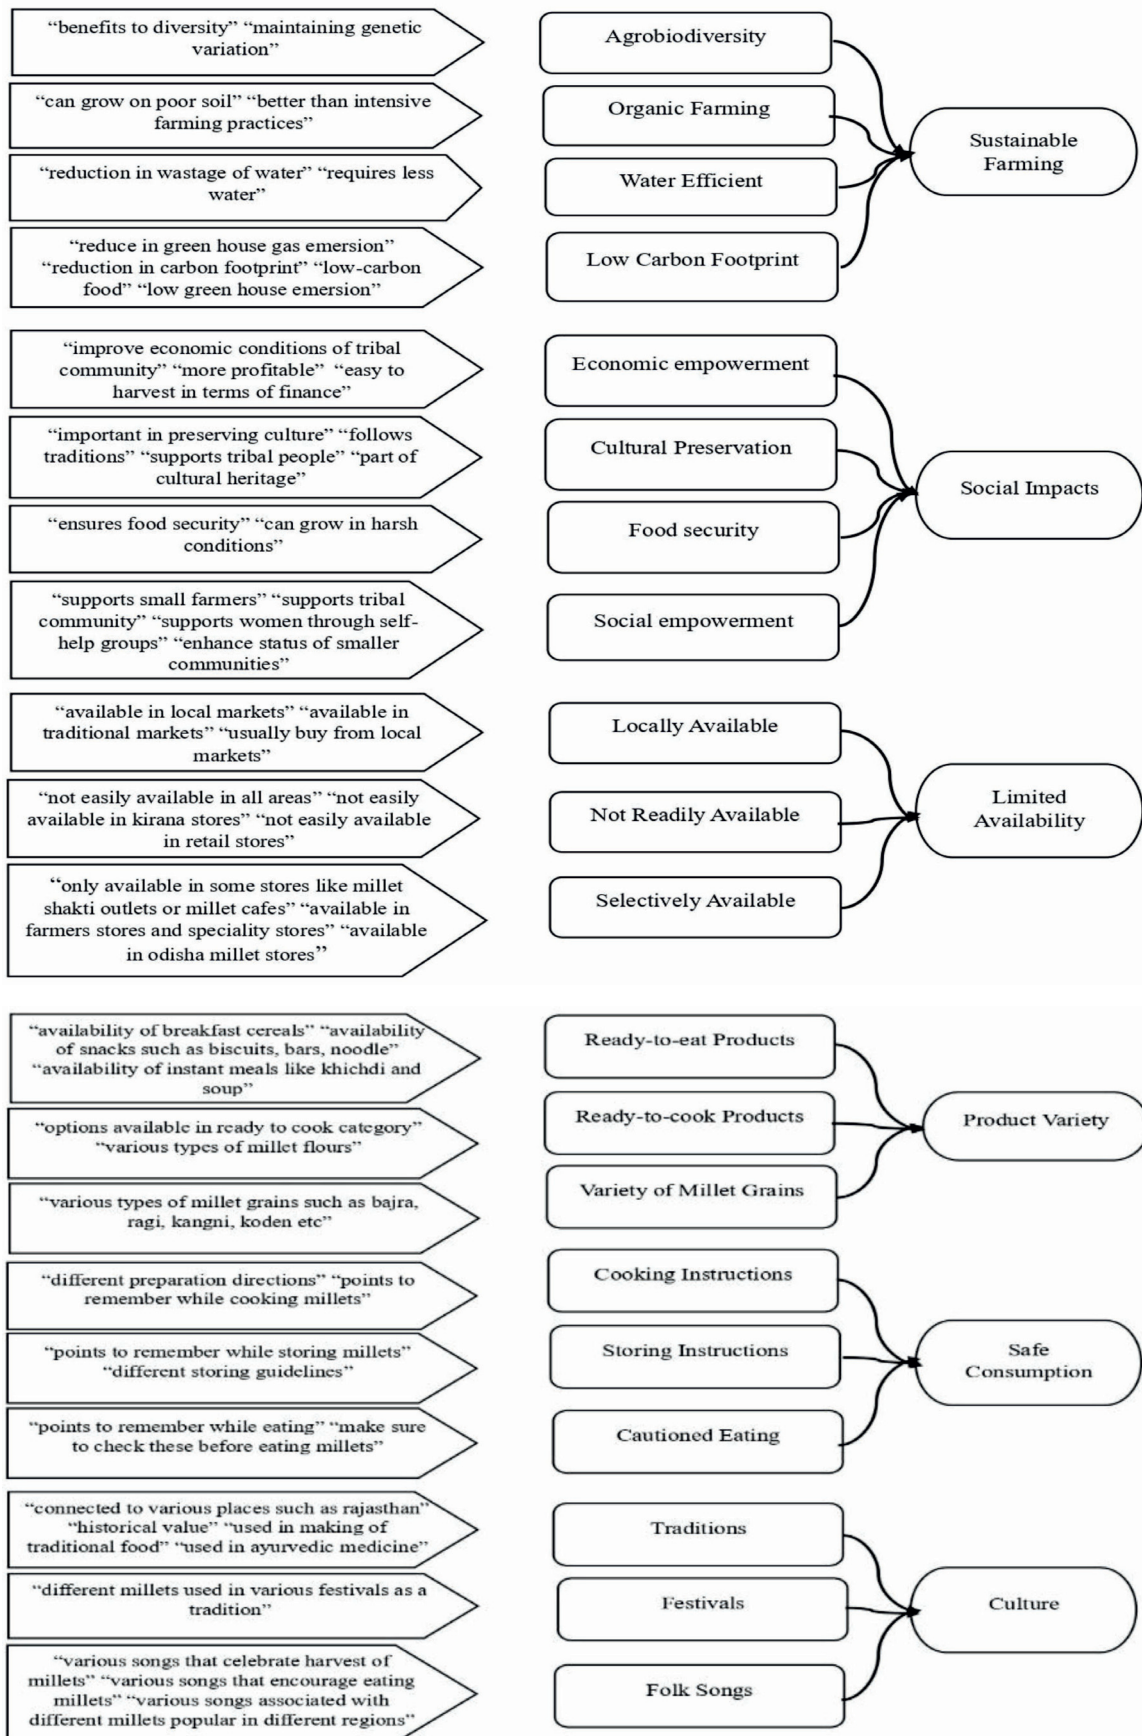 “benefits to diversity” “maintaining genetic
variation”
Agrobiodiversity
“can grow on poor soil” “better than intensive
farming practices”
Organic Farming
“reduction in wastage of water” “requires less
water”
Water Efficient
“reduce in green house gas emersion”
“reduction in carbon footprint” “low-carbon
food” “low green house emersion”
Low Carbon Footprint
Sustainable
Farming
“improve economic conditions of tribal
community” “more profitable” “easy to
harvest in terms of finance”
Economic empowerment
“important in preserving culture” “follows
traditions” “supports tribal people” “part of
cultural heritage”
Cultural Preservation
“ensures food security” “can grow in harsh
conditions”
Food security
“supports small farmers” “supports tribal
community” “supports women through self-
help groups” “enhance status of smaller
communities”
Social empowerment
Social Impacts
“available in local markets” “available in
traditional markets” “usually buy from local
markets”
Locally Available
“not easily available in all areas” “not easily
available in kirana stores” “not easily available
in retail stores”
Not Readily Available
“only available in some stores like millet
shakti outlets or millet cafes” “available in
farmers stores and speciality stores” “available
in odisha millet stores”
Selectively Available
Limited
Availability
“availability of breakfast cereals” “availability
of snacks such as biscuits, bars, noodle”
“availability of instant meals like khichdi and
soup”
Ready-to-eat Products
“options available in ready to cook category”
“various types of millet flours”
Ready-to-cook Products
“various types of millet grains such as bajra,
ragi, kangni, koden etc”
Variety of Millet Grains
Product Variety
“different preparation directions” “points to
remember while cooking millets”
Cooking Instructions
“points to remember while storing millets”
“different storing guidelines”
Storing Instructions
“points to remember while eating” “make sure
to check these before eating millets”
Cautioned Eating
Safe
Consumption
“connected to various places such as rajasthan”
“historical value” “used in making of
traditional food” “used in ayurvedic medicine”
Traditions
“different millets used in various festivals as a
tradition”
Festivals
“various songs that celebrate harvest of
millets” “various songs that encourage eating
millets” “various songs associated with
different millets popular in different regions”
Folk Songs
Culture